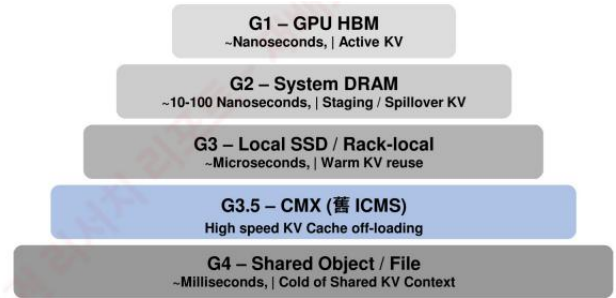 G1 – GPU HBM
~Nanoseconds, | Active KV
G2 – System DRAM
~10-100 Nanoseconds, | Staging / Spillover KV
G3 – Local SSD / Rack-local
~Microseconds, | Warm KV reuse
G3.5 – CMX (舊 ICMS)
High speed KV Cache off-loading
G4 – Shared Object / File
~Milliseconds, | Cold of Shared KV Context